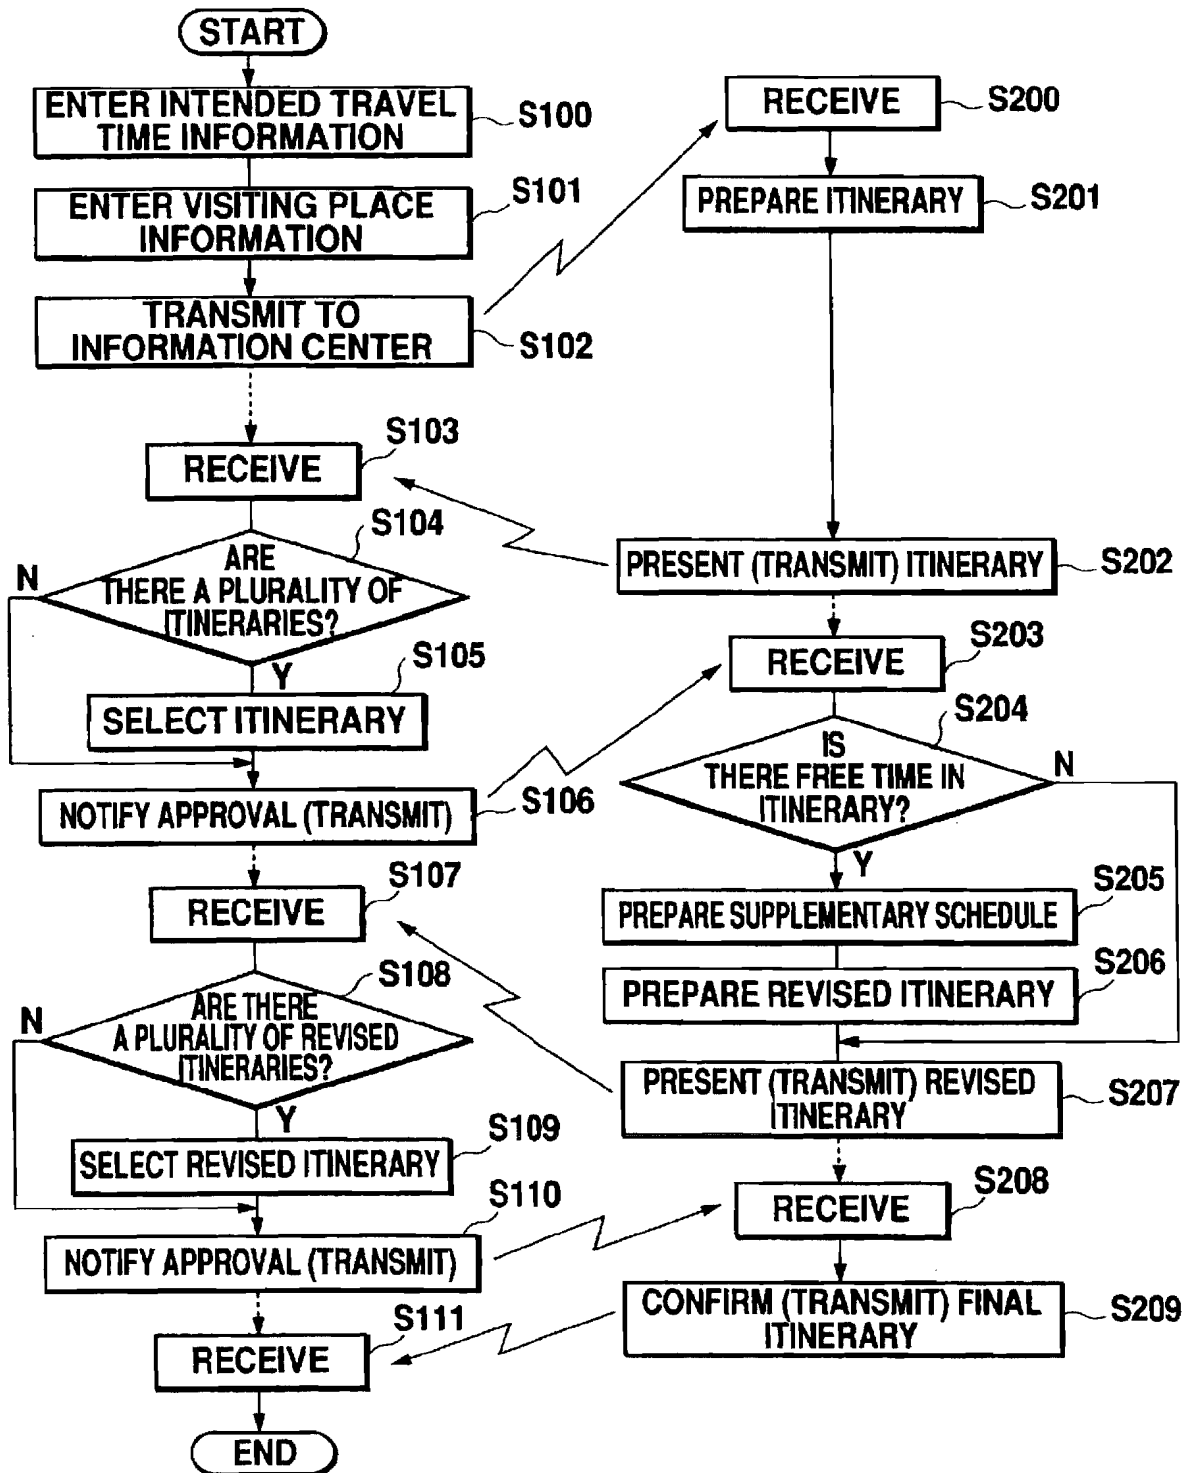 START
ENTER INTENDED TRAVEL
TIME INFORMATION
S100
ENTER VISITING PLACE
INFORMATION
S101
TRANSMIT TO
INFORMATION CENTER
S102
RECEIVE
S103
ARE
THERE A PLURALITY OF
ITINERARIES?
S104
N
Y
SELECT ITINERARY
S105
NOTIFY APPROVAL (TRANSMIT)
S106
RECEIVE
S107
ARE THERE
A PLURALITY OF REVISED
ITINERARIES?
S108
N
Y
SELECT REVISED ITINERARY
S109
NOTIFY APPROVAL (TRANSMIT)
S110
RECEIVE
S111
END
RECEIVE
S200
PREPARE ITINERARY
S201
PRESENT (TRANSMIT) ITINERARY
S202
RECEIVE
S203
IS
THERE FREE TIME IN
ITINERARY?
S204
N
Y
PREPARE SUPPLEMENTARY SCHEDULE
S205
PREPARE REVISED ITINERARY
S206
PRESENT (TRANSMIT) REVISED
ITINERARY
S207
RECEIVE
S208
CONFIRM (TRANSMIT) FINAL
ITINERARY
S209